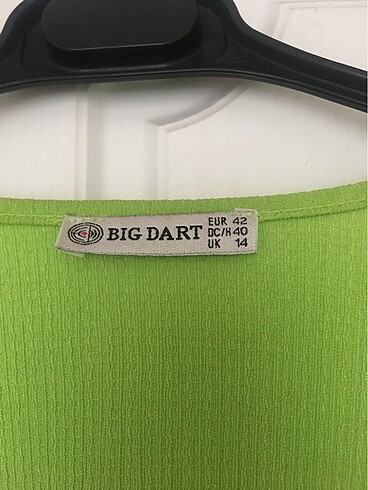 BIG DART
EUR 42
DC/H 40
UK 14